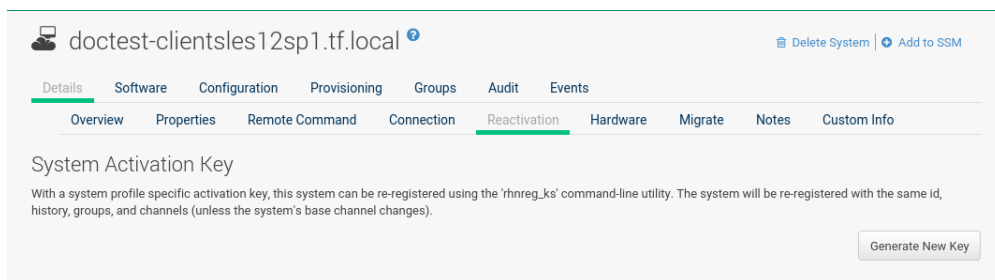 doctest-clientsles12sp1.tf.local ?
Delete System | Add to SSM
Details Software Configuration Provisioning Groups Audit Events
Overview Properties Remote Command Connection Reactivation Hardware Migrate Notes Custom Info
System Activation Key
With a system profile specific activation key, this system can be re-registered using the 'rhnreg_ks' command-line utility. The system will be re-registered with the same id,
history, groups, and channels (unless the system's base channel changes).
Generate New Key